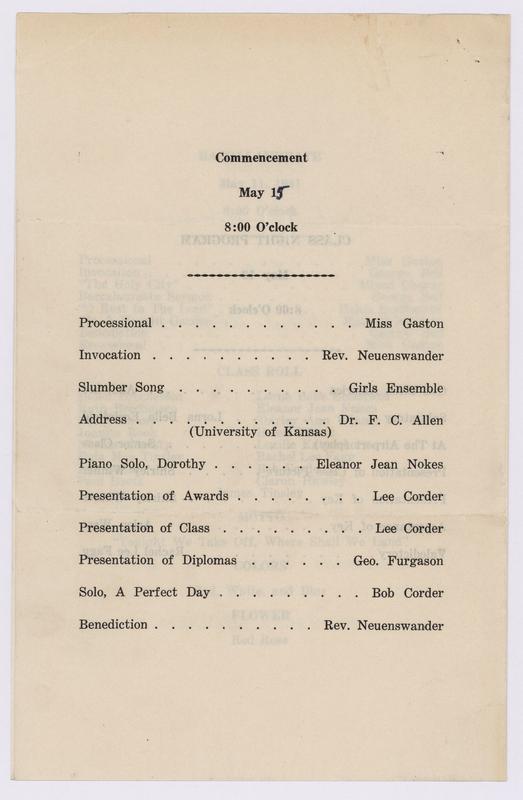 Commencement
May 15
8:00 O'clock
Processional . . . . . . . . . . . . Miss Gaston
Invocation . . . . . . . . . . Rev. Neuenswander
Slumber Song . . . . . . . . . . Girls Ensemble
Address . . . . . . . . . . . . Dr. F. C. Allen
(University of Kansas)
Piano Solo, Dorothy . . . . . . Eleanor Jean Nokes
Presentation of Awards . . . . . . . Lee Corder
Presentation of Class . . . . . . . . Lee Corder
Presentation of Diplomas . . . . . . Geo. Furgason
Solo, A Perfect Day . . . . . . . . . Bob Corder
Benediction . . . . . . . . . . Rev. Neuenswander